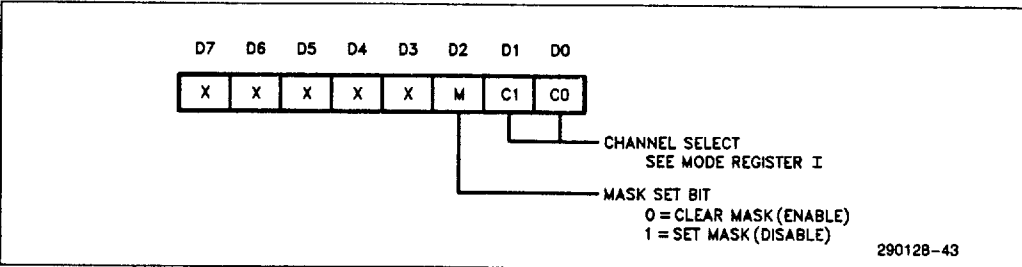 D7 D6 D5 D4 D3 D2 D1 D0
X X X X X M C1 C0
CHANNEL SELECT
SEE MODE REGISTER I
MASK SET BIT
0 = CLEAR MASK (ENABLE)
1 = SET MASK (DISABLE)
290128-43